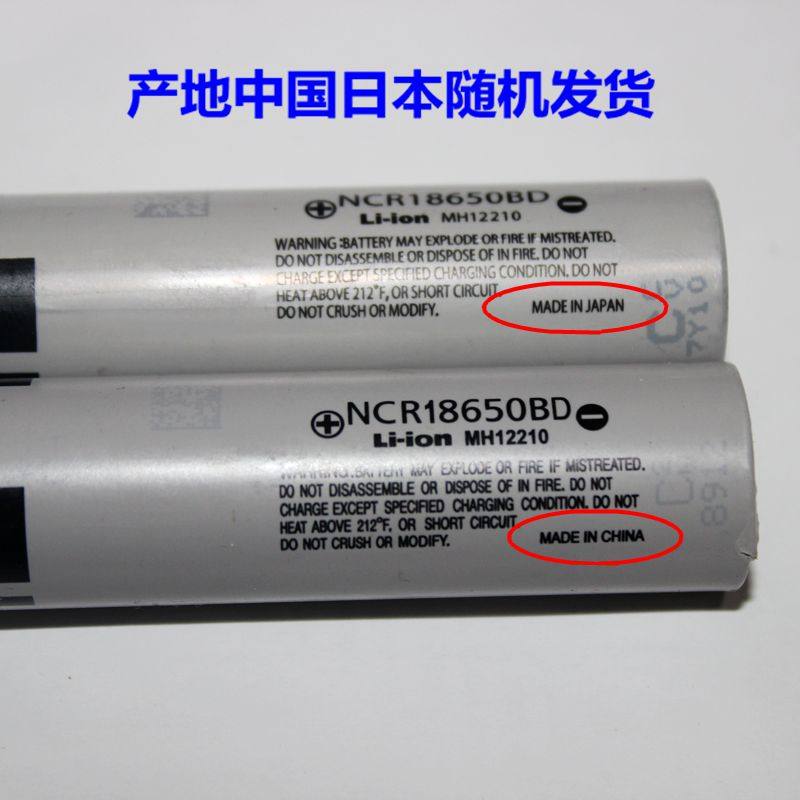 产地中国日本随机发货
NCR18650BD
Li-ion MH12210
WARNING:BATTERY MAY EXPLODE OR FIRE IF MISTREATED.
DO NOT DISASSEMBLE OR DISPOSE OF IN FIRE. DO NOT
CHARGE EXCEPT SPECIFIED CHARGING CONDITION. DO NOT
HEAT ABOVE 212°F, OR SHORT CIRCUIT
DO NOT CRUSH OR MODIFY.
MADE IN JAPAN
7Y10
NCR18650BD
Li-ion MH12210
WARNING:BATTERY MAY EXPLODE OR FIRE IF MISTREATED.
DO NOT DISASSEMBLE OR DISPOSE OF IN FIRE. DO NOT
CHARGE EXCEPT SPECIFIED CHARGING CONDITION. DO NOT
HEAT ABOVE 212°F, OR SHORT CIRCUIT
DO NOT CRUSH OR MODIFY.
MADE IN CHINA
8912